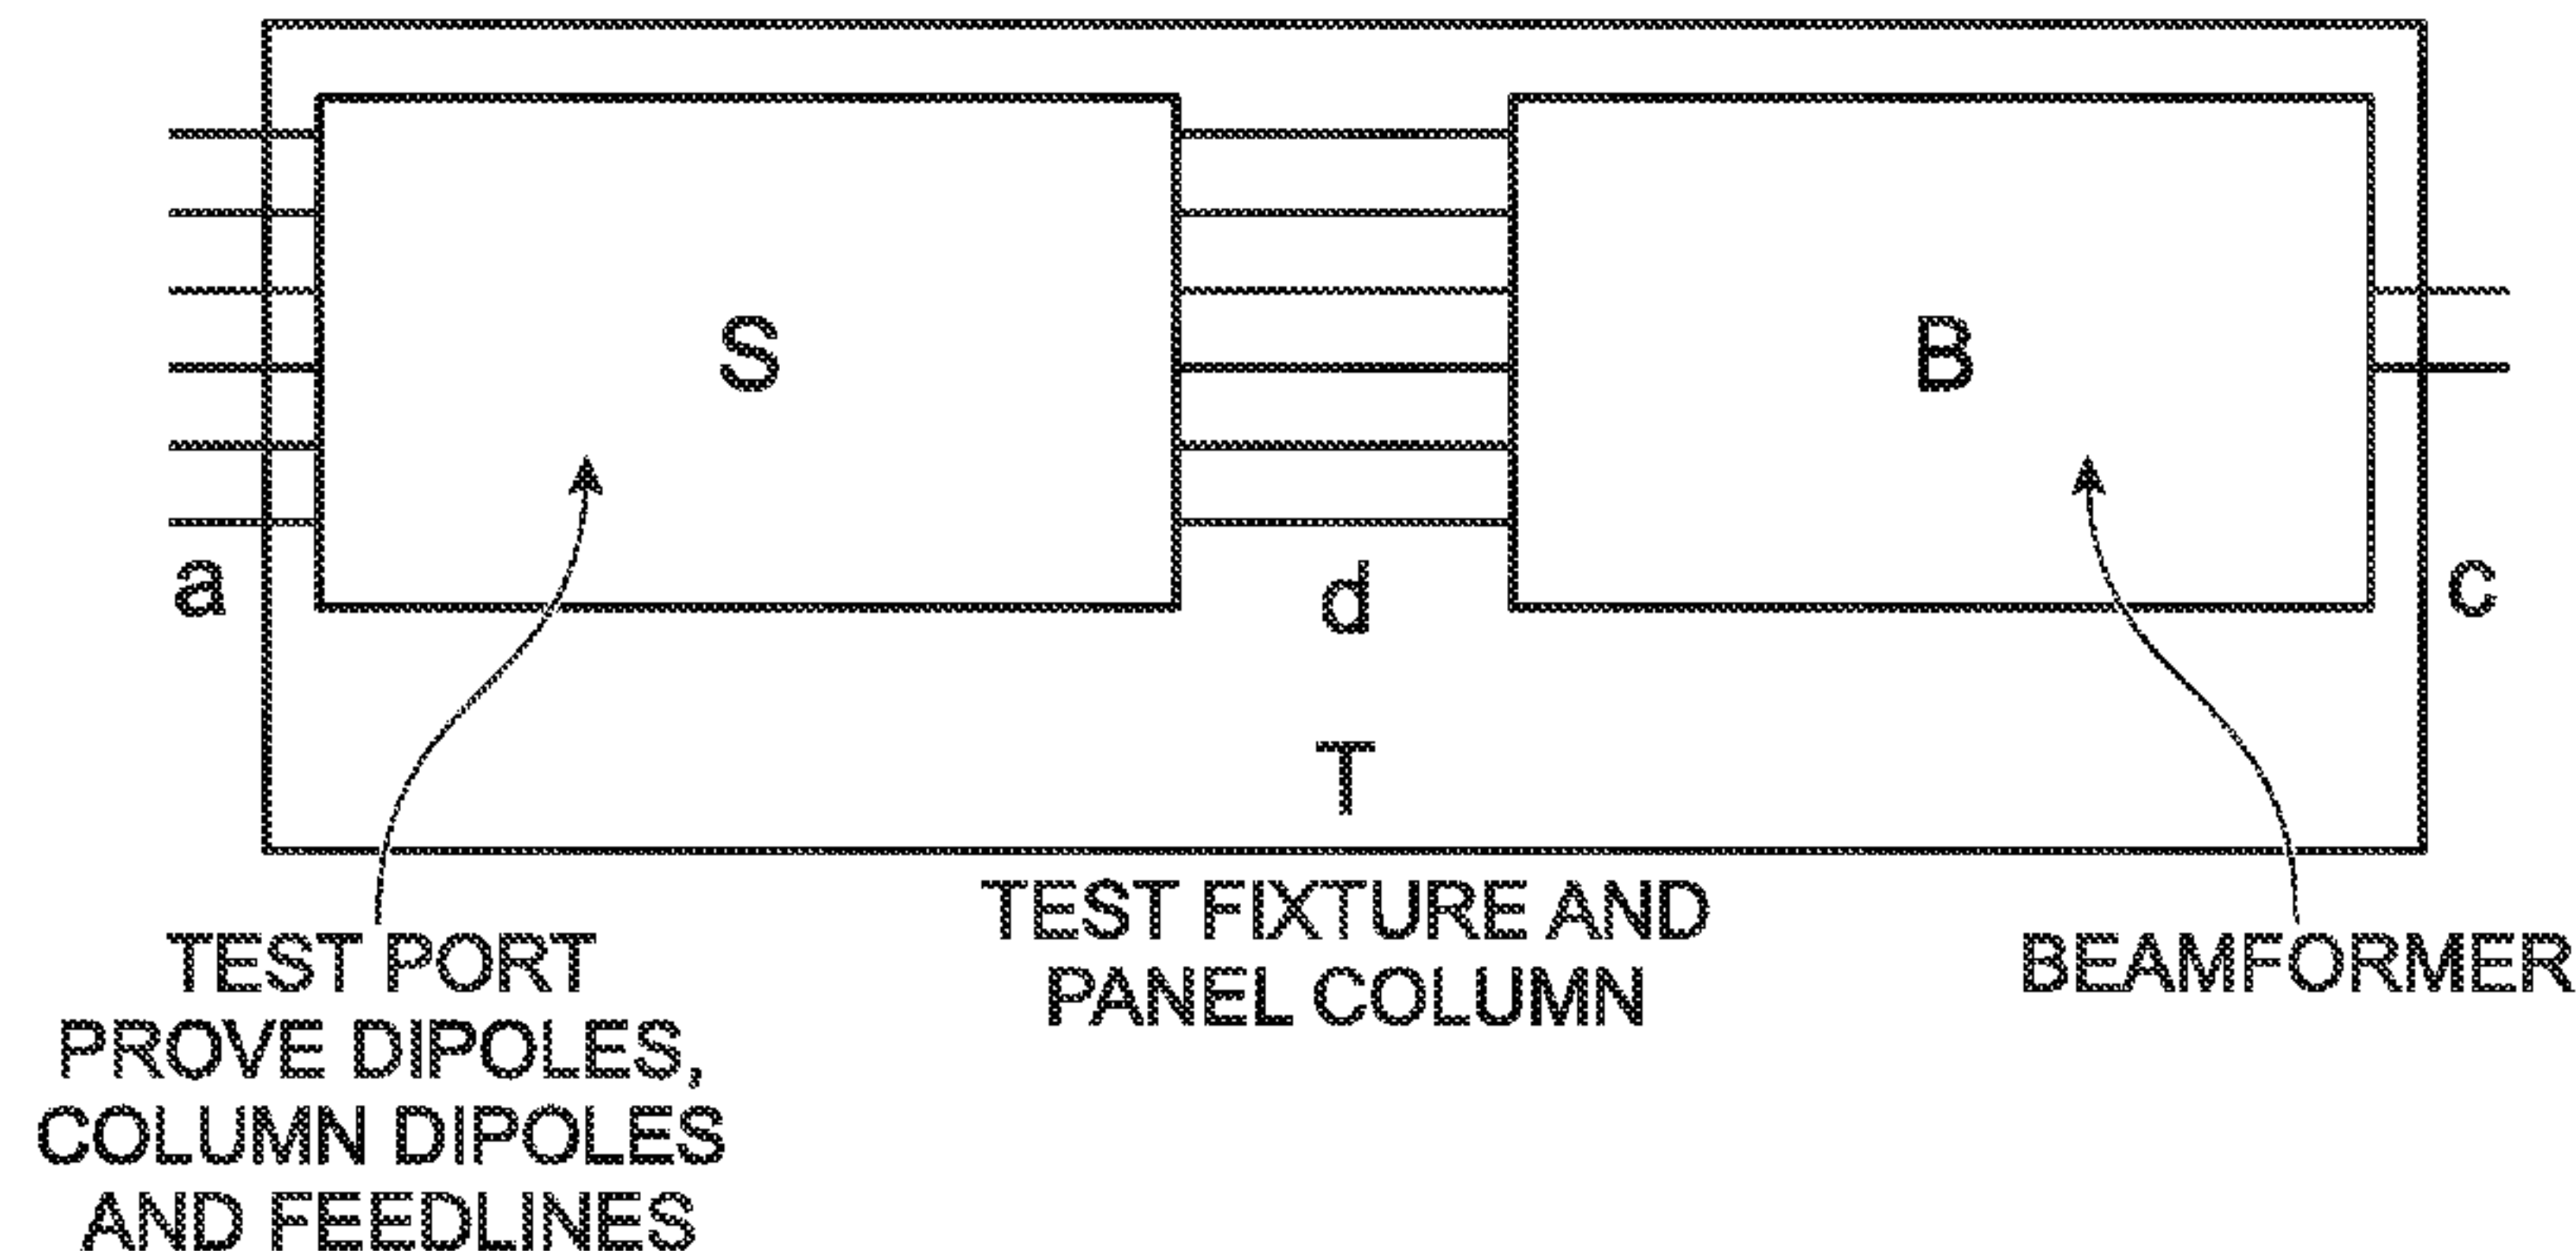 S
B
a
d
c
T
TEST FIXTURE AND
PANEL COLUMN
TEST PORT
PROVE DIPOLES,
COLUMN DIPOLES
AND FEEDLINES
BEAMFORMER